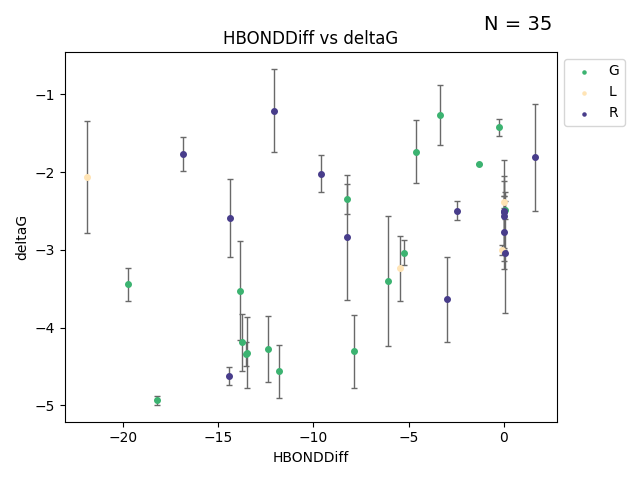 N = 35
HBONDDiff vs deltaG
G
L
R
−1
−2
−3
−4
−5
deltaG
−20 −15 −10 −5 0
HBONDDiff